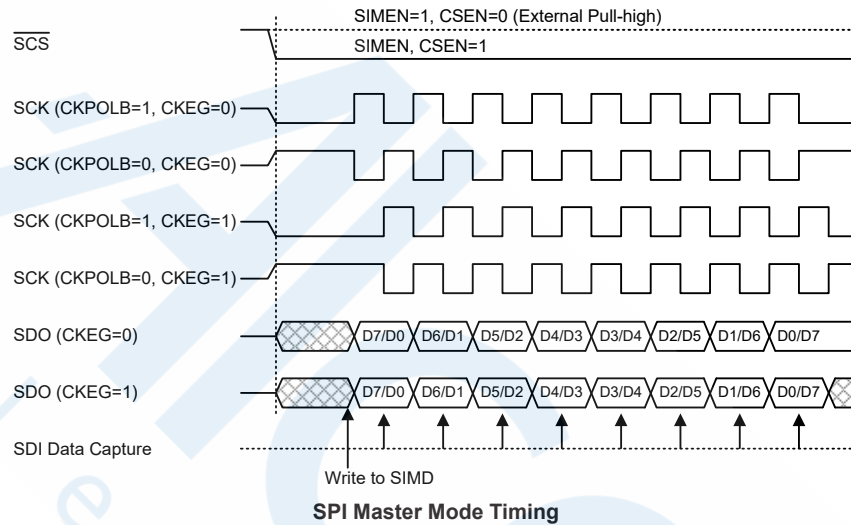 SIMEN=1, CSEN=0 (External Pull-high)
SCS
SIMEN, CSEN=1
SCK (CKPOLB=1, CKEG=0)
SCK (CKPOLB=0, CKEG=0)
SCK (CKPOLB=1, CKEG=1)
SCK (CKPOLB=0, CKEG=1)
SDO (CKEG=0) D7/D0 D6/D1 D5/D2 D4/D3 D3/D4 D2/D5 D1/D6 D0/D7
SDO (CKEG=1) D7/D0 D6/D1 D5/D2 D4/D3 D3/D4 D2/D5 D1/D6 D0/D7
SDI Data Capture
Write to SIMD
SPI Master Mode Timing